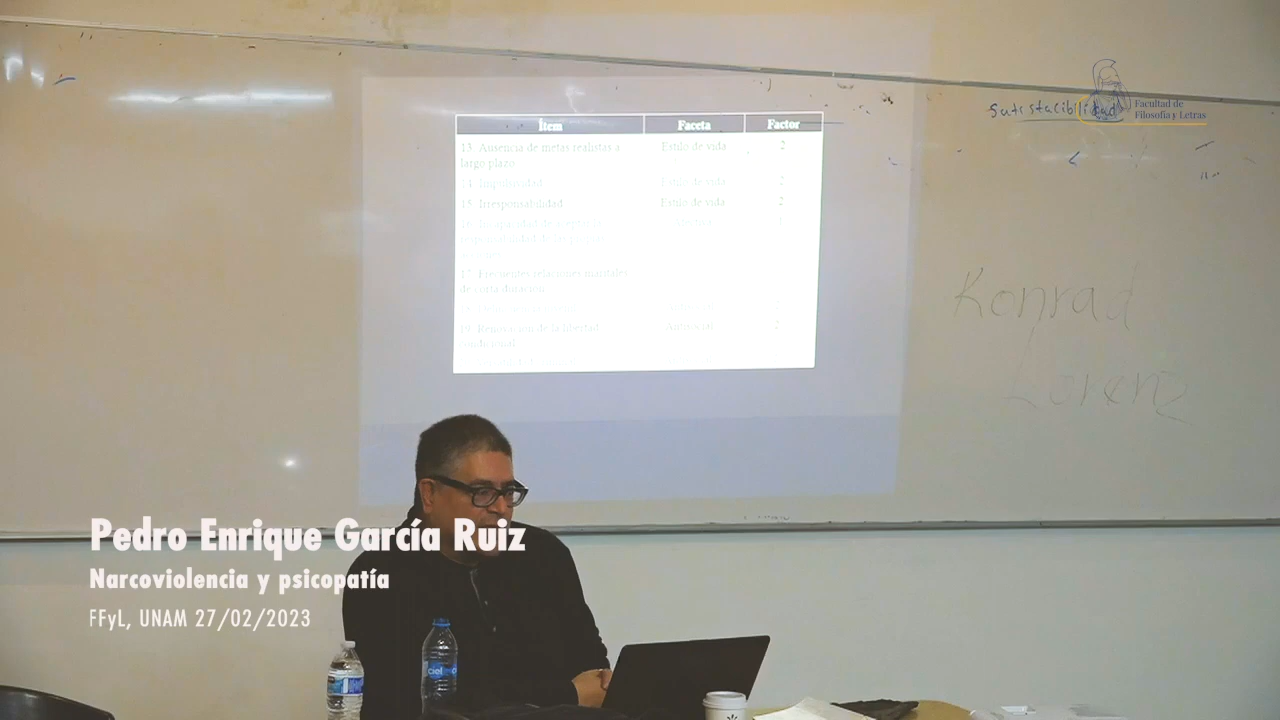 Satistacibilidad
Facultad de
Filosofía y Letras
Ítem Faceta Factor
13. Ausencia de metas realistas a Estilo de vida 2
largo plazo
14. Impulsividad Estilo de vida 2
15. Irresponsabilidad Estilo de vida 2
17. Frecuentes relaciones maritales
de corta duración
19. Revocación de la libertad Antisocial 2
condicional
Konrad
Lorenz
Pedro Enrique García Ruiz
Narcoviolencia y psicopatía
FFyL, UNAM 27/02/2023
ciel